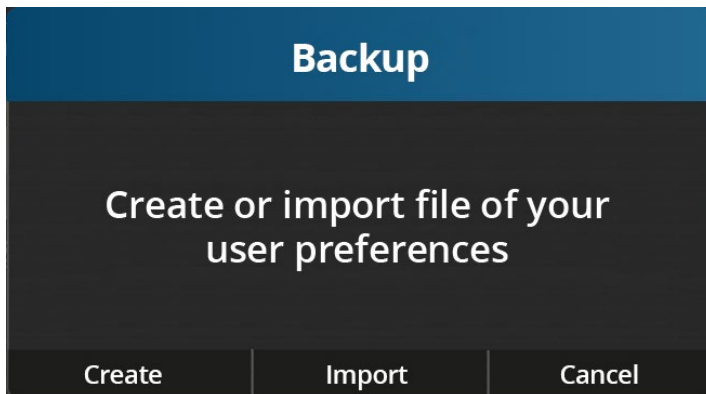 Backup
Create or import file of your
user preferences
Create
Import
Cancel